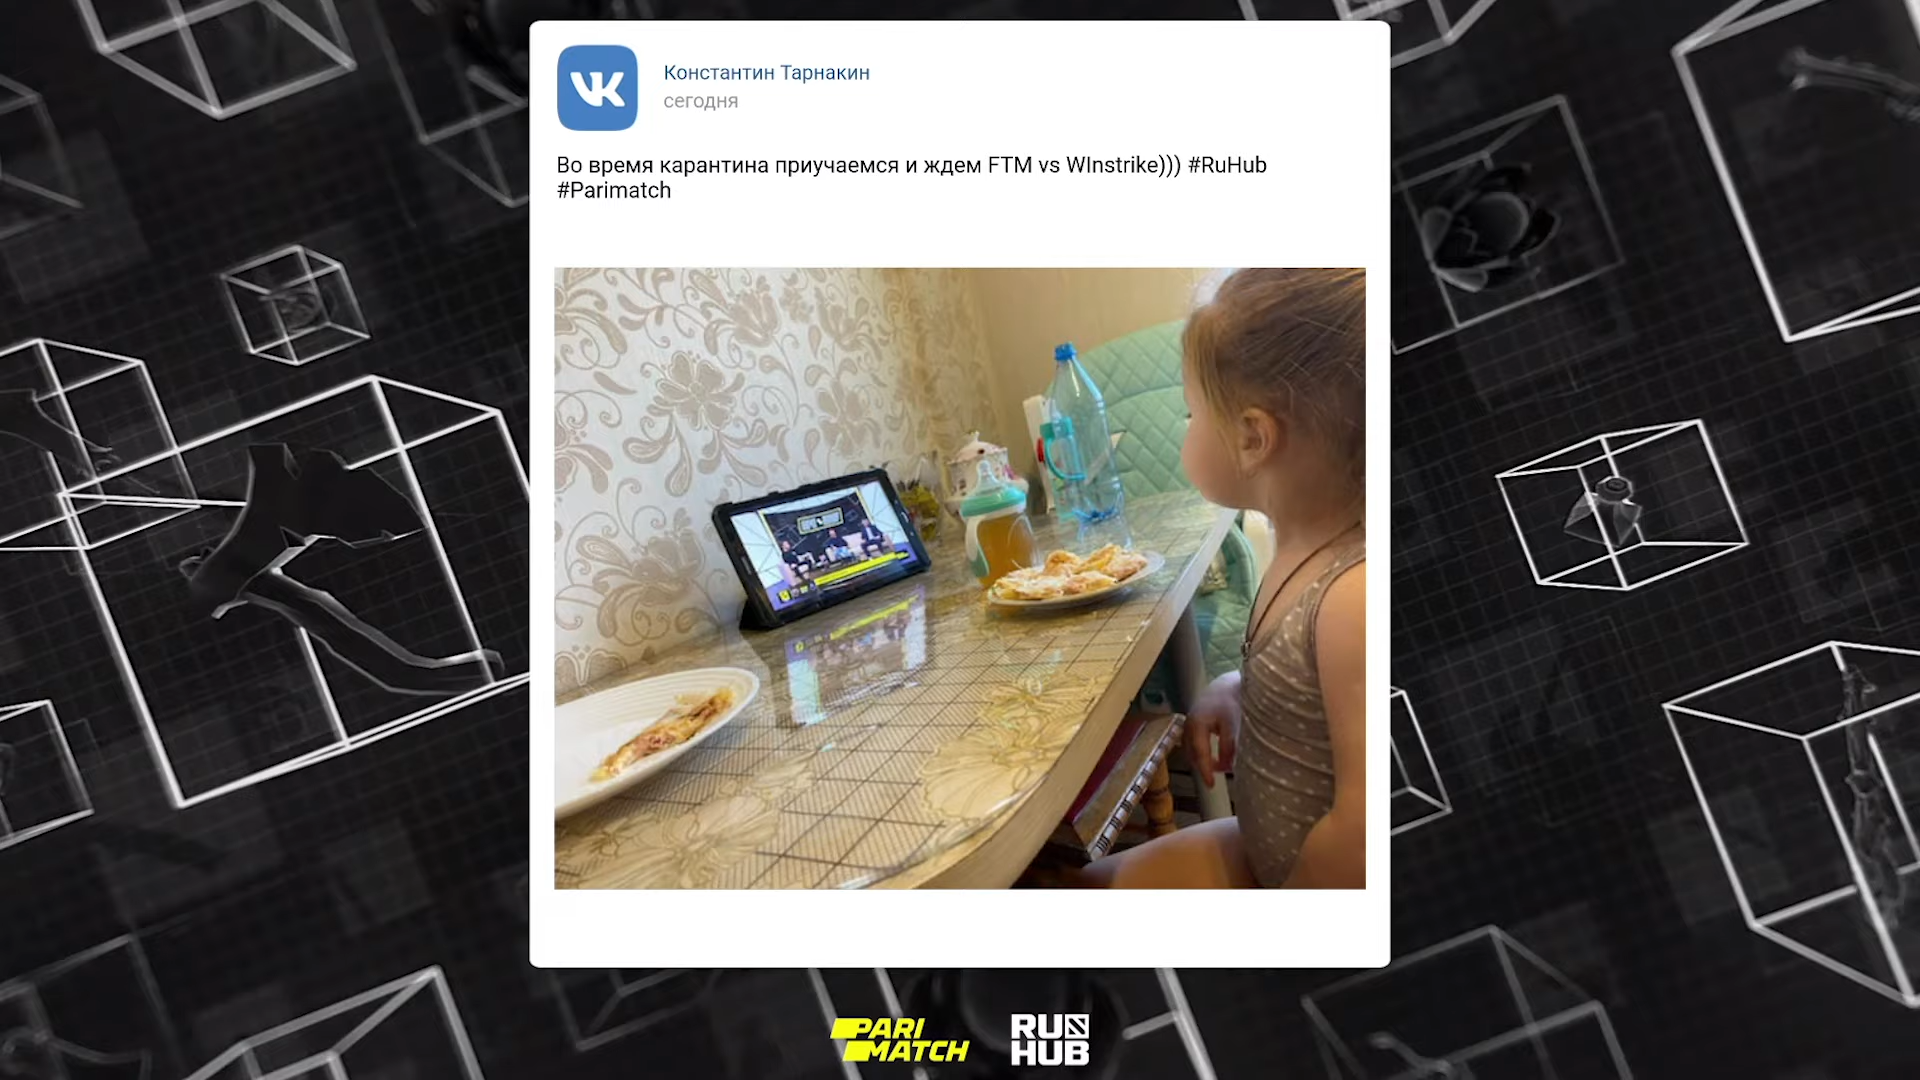 Константин Тарнакин
сегодня
Во время карантина приучаемся и ждем FTM vs WInstrike))) #RuHub
#Parimatch
PARI
MATCH
RU
HUB